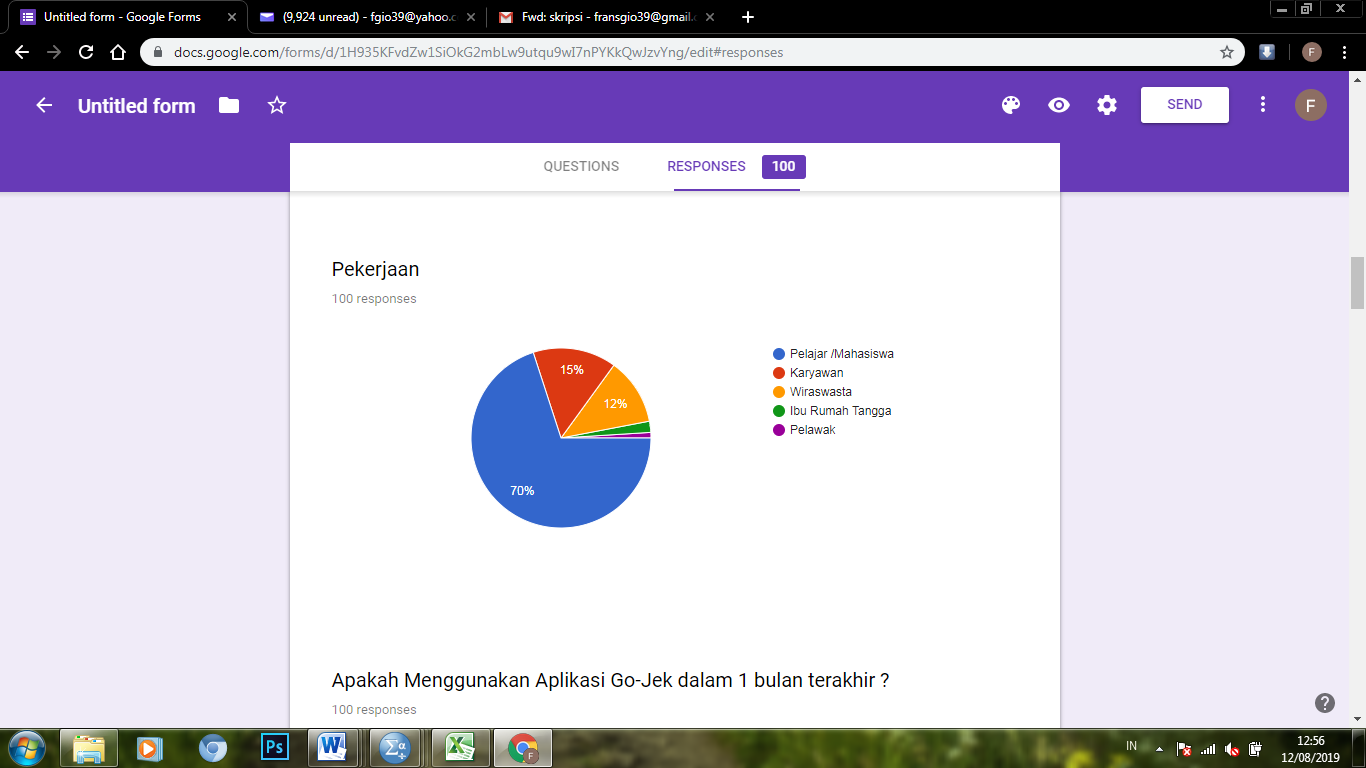 Untitled form - Google Forms
(9,924 unread) - fgio39@yahoo.c
Fwd: skripsi - fransgio39@gmail.c
docs.google.com/forms/d/1H935KFvdZw1SiOkG2mbLw9utqu9wI7nPYKkQwJzvYng/edit#responses
F
Untitled form
SEND
F
QUESTIONS
RESPONSES
100
Pekerjaan
100 responses
15%
12%
70%
Pelajar /Mahasiswa
Karyawan
Wiraswasta
Ibu Rumah Tangga
Pelawak
Apakah Menggunakan Aplikasi Go-Jek dalam 1 bulan terakhir ?
100 responses
Ps
W
Σα
F
IN
12:56
12/08/2019